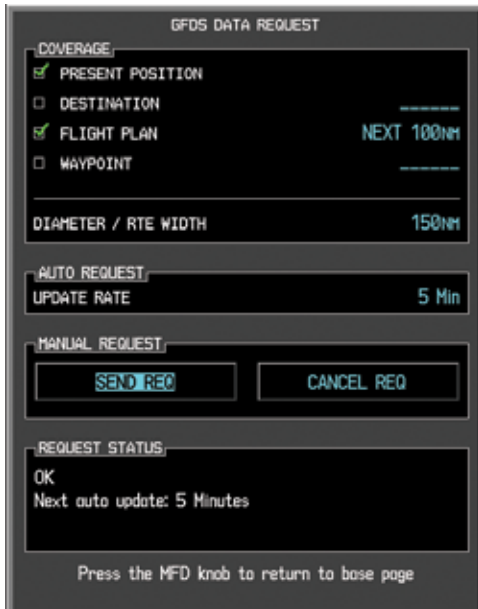 GFDS DATA REQUEST
COVERAGE
PRESENT POSITION
DESTINATION ______
FLIGHT PLAN NEXT 100NM
WAYPOINT ______
DIAMETER / RTE WIDTH 150NM
AUTO REQUEST
UPDATE RATE 5 Min
MANUAL REQUEST
SEND REQ CANCEL REQ
REQUEST STATUS
OK
Next auto update: 5 Minutes
Press the MFD knob to return to base page